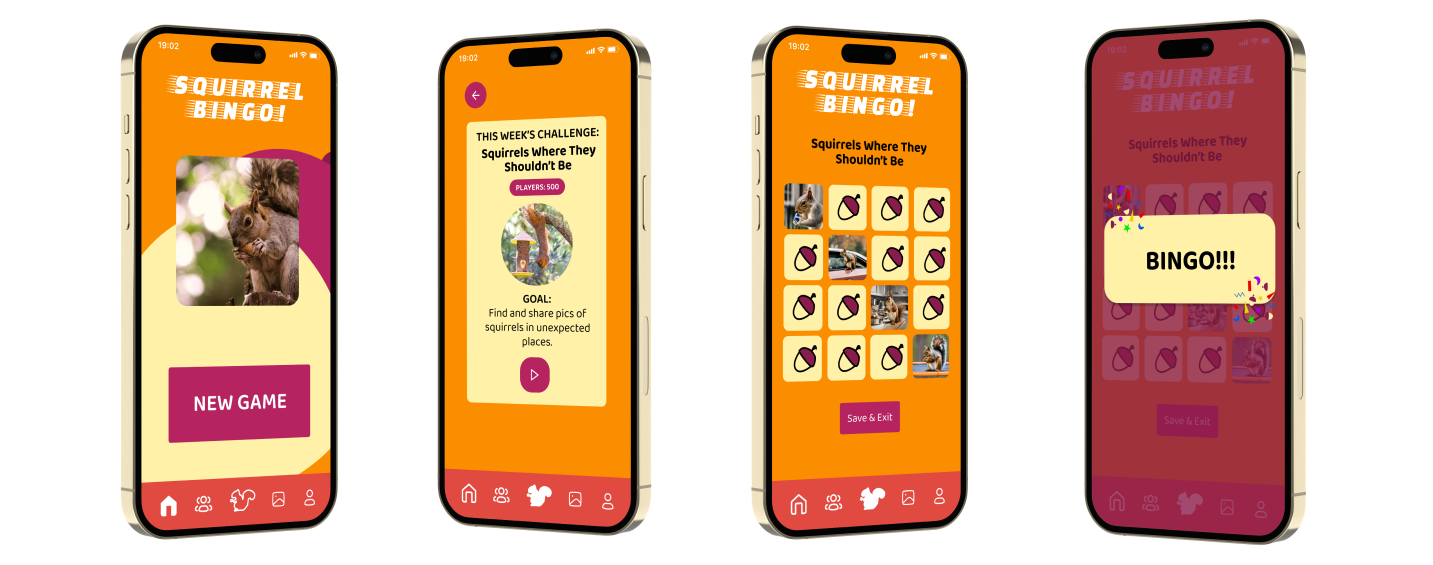 19:02
SQUIRREL
BINGO!
NEW GAME
19:02
THIS WEEK'S CHALLENGE:
Squirrels Where They
Shouldn't Be
PLAYERS: 500
GOAL:
Find and share pics of
squirrels in unexpected
places.
19:02
SQUIRREL
BINGO!
Squirrels Where They
Shouldn't Be
Save & Exit
19:02
SQUIRREL
BINGO!
Squirrels Where They
Shouldn't Be
BINGO!!!
Save & Exit